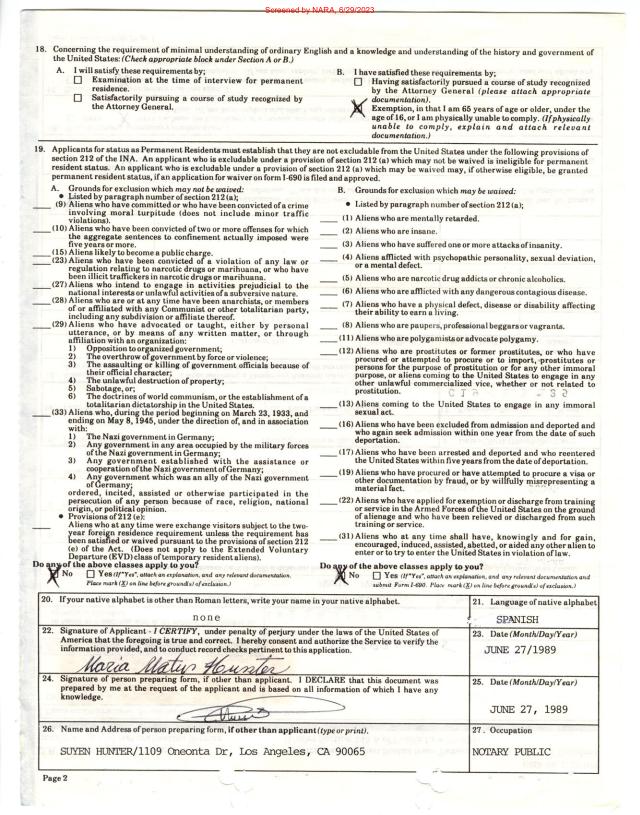 Screened by NARA, 6/29/2023
18. Concerning the requirement of minimal understanding of ordinary English and a knowledge and understanding of the history and government of
the United States: (Check appropriate block under Section A or B.)
A. I will satisfy these requirements by;
Examination at the time of interview for permanent
residence.
Satisfactorily pursuing a course of study recognized by
the Attorney General.
B. I have satisfied these requirements by;
Having satisfactorily pursued a course of study recognized
by the Attorney General (please attach appropriate
documentation).
X Exemption, in that I am 65 years of age or older, under the
age of 16, or I am physically unable to comply. (If physically
unable to comply, explain and attach relevant
documentation.)
19. Applicants for status as Permanent Residents must establish that they are not excludable from the United States under the following provisions of
section 212 of the INA. An applicant who is excludable under a provision of section 212 (a) which may not be waived is ineligible for permanent
resident status. An applicant who is excludable under a provision of section 212 (a) which may be waived may, if otherwise eligible, be granted
permanent resident status, if an application for waiver on form I-690 is filed and approved.
A. Grounds for exclusion which may not be waived:
• Listed by paragraph number of section 212 (a);
(9) Aliens who have committed or who have been convicted of a crime
involving moral turpitude (does not include minor traffic
violations).
(10) Aliens who have been convicted of two or more offenses for which
the aggregate sentences to confinement actually imposed were
five years or more.
(15) Aliens likely to become a public charge.
(23) Aliens who have been convicted of a violation of any law or
regulation relating to narcotic drugs or marihuana, or who have
been illicit traffickers in narcotic drugs or marihuana.
(27) Aliens who intend to engage in activities prejudicial to the
national interests or unlawful activities of a subversive nature.
(28) Aliens who are or at any time have been anarchists, or members
of or affiliated with any Communist or other totalitarian party,
including any subdivision or affiliate thereof.
(29) Aliens who have advocated or taught, either by personal
utterance, or by means of any written matter, or through
affiliation with an organization:
1) Opposition to organized government;
2) The overthrow of government by force or violence;
3) The assaulting or killing of government officials because of
their official character;
4) The unlawful destruction of property;
5) Sabotage, or;
6) The doctrines of world communism, or the establishment of a
totalitarian dictatorship in the United States.
(33) Aliens who, during the period beginning on March 23, 1933, and
ending on May 8, 1945, under the direction of, and in association
with:
1) The Nazi government in Germany;
2) Any government in any area occupied by the military forces
of the Nazi government in Germany;
3) Any government established with the assistance or
cooperation of the Nazi government of Germany;
4) Any government which was an ally of the Nazi government
of Germany;
ordered, incited, assisted or otherwise participated in the
persecution of any person because of race, religion, national
origin, or political opinion.
• Provisions of 212 (e):
Aliens who at any time were exchange visitors subject to the two-
year foreign residence requirement unless the requirement has
been satisfied or waived pursuant to the provisions of section 212
(e) of the Act. (Does not apply to the Extended Voluntary
Departure (EVD) class of temporary resident aliens).
Do any of the above classes apply to you?
X No Yes (If "Yes", attach an explanation, and any relevant documentation.
Place mark (X) on line before ground(s) of exclusion.)
B. Grounds for exclusion which may be waived:
• Listed by paragraph number of section 212 (a);
(1) Aliens who are mentally retarded.
(2) Aliens who are insane.
(3) Aliens who have suffered one or more attacks of insanity.
(4) Aliens afflicted with psychopathic personality, sexual deviation,
or a mental defect.
(5) Aliens who are narcotic drug addicts or chronic alcoholics.
(6) Aliens who are afflicted with any dangerous contagious disease.
(7) Aliens who have a physical defect, disease or disability affecting
their ability to earn a living.
(8) Aliens who are paupers, professional beggars or vagrants.
(11) Aliens who are polygamists or advocate polygamy.
(12) Aliens who are prostitutes or former prostitutes, or who have
procured or attempted to procure or to import, prostitutes or
persons for the purpose of prostitution or for any other immoral
purpose, or aliens coming to the United States to engage in any
other unlawful commercialized vice, whether or not related to
prostitution.
(13) Aliens coming to the United States to engage in any immoral
sexual act.
(16) Aliens who have been excluded from admission and deported and
who again seek admission within one year from the date of such
deportation.
(17) Aliens who have been arrested and deported and who reentered
the United States within five years from the date of deportation.
(19) Aliens who have procured or have attempted to procure a visa or
other documentation by fraud, or by willfully misrepresenting a
material fact.
(22) Aliens who have applied for exemption or discharge from training
or service in the Armed Forces of the United States on the ground
of alienage and who have been relieved or discharged from such
training or service.
(31) Aliens who at any time shall have, knowingly and for gain,
encouraged, induced, assisted, abetted, or aided any other alien to
enter or to try to enter the United States in violation of law.
Do any of the above classes apply to you?
X No Yes (If "Yes", attach an explanation, and any relevant documentation and
submit Form I-690. Place mark (X) on line before ground(s) of exclusion.)
20. If your native alphabet is other than Roman letters, write your name in your native alphabet.
none
21. Language of native alphabet
SPANISH
22. Signature of Applicant - I CERTIFY, under penalty of perjury under the laws of the United States of
America that the foregoing is true and correct. I hereby consent and authorize the Service to verify the
information provided, and to conduct record checks pertinent to this application.
Maria Matus Hunter
23. Date (Month/Day/Year)
JUNE 27/1989
24. Signature of person preparing form, if other than applicant. I DECLARE that this document was
prepared by me at the request of the applicant and is based on all information of which I have any
knowledge.
25. Date (Month/Day/Year)
JUNE 27, 1989
26. Name and Address of person preparing form, if other than applicant (type or print).
SUYEN HUNTER/1109 Oneonta Dr, Los Angeles, CA 90065
27. Occupation
NOTARY PUBLIC
Page 2